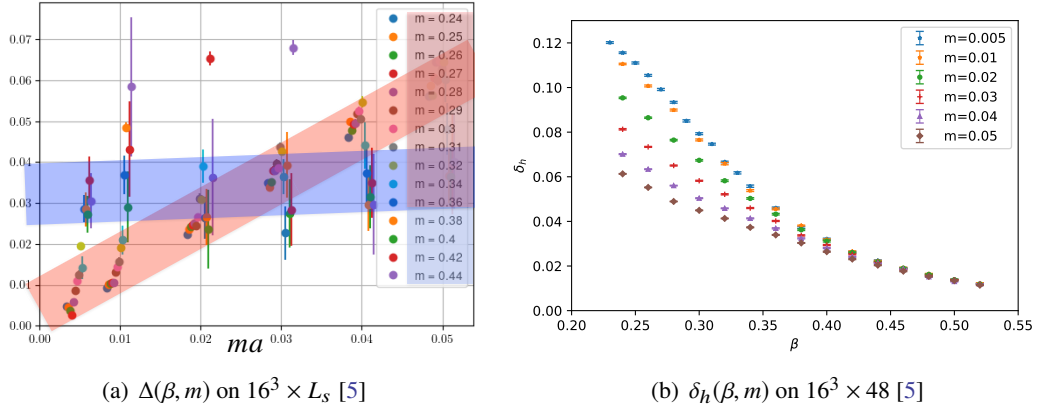 0.07
0.06
0.05
0.04
0.03
0.02
0.01
0.00
0.00
0.01
0.02
0.03
0.04
0.05
ma
m = 0.24
m = 0.25
m = 0.26
m = 0.27
m = 0.28
m = 0.29
m = 0.3
m = 0.31
m = 0.32
m = 0.34
m = 0.36
m = 0.38
m = 0.4
m = 0.42
m = 0.44
(a) Δ(β, m) on 16³ × Lₛ [5]
δₕ
0.12
0.10
0.08
0.06
0.04
0.02
0.00
0.20
0.25
0.30
0.35
0.40
0.45
0.50
0.55
β
m=0.005
m=0.01
m=0.02
m=0.03
m=0.04
m=0.05
(b) δₕ(β, m) on 16³ × 48 [5]